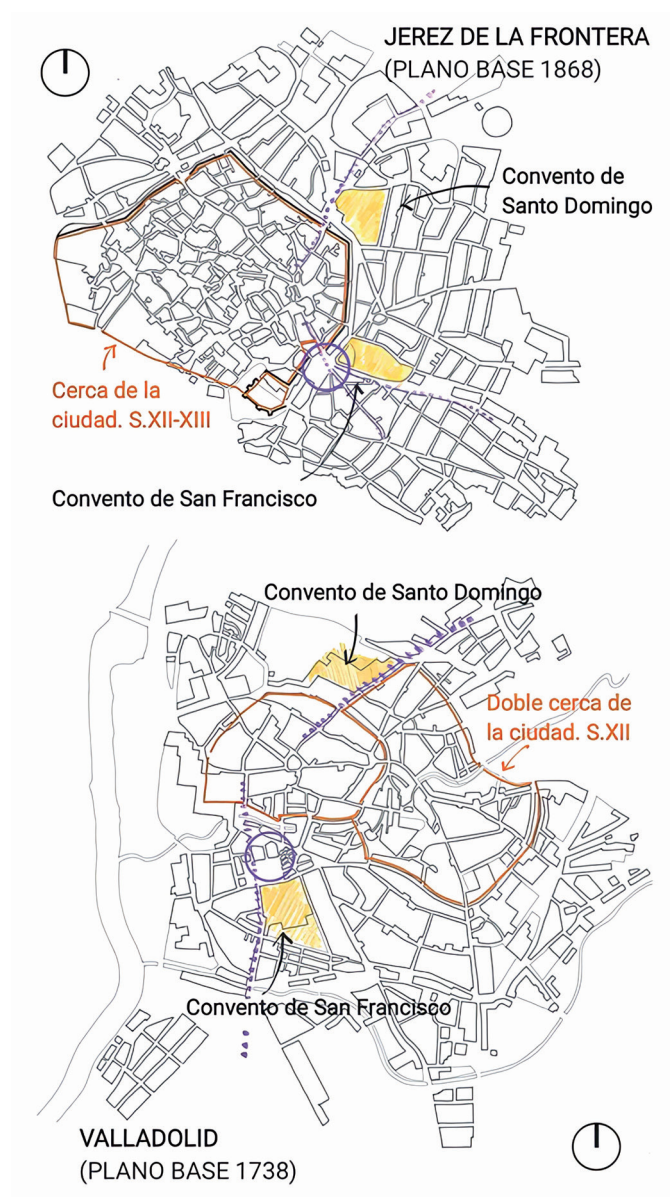 JEREZ DE LA FRONTERA
(PLANO BASE 1868)
Convento de
Santo Domingo
Cerca de la
ciudad. S.XII-XIII
Convento de San Francisco
Convento de Santo Domingo
Doble cerca de
la ciudad. S.XII
Convento de San Francisco
VALLADOLID
(PLANO BASE 1738)